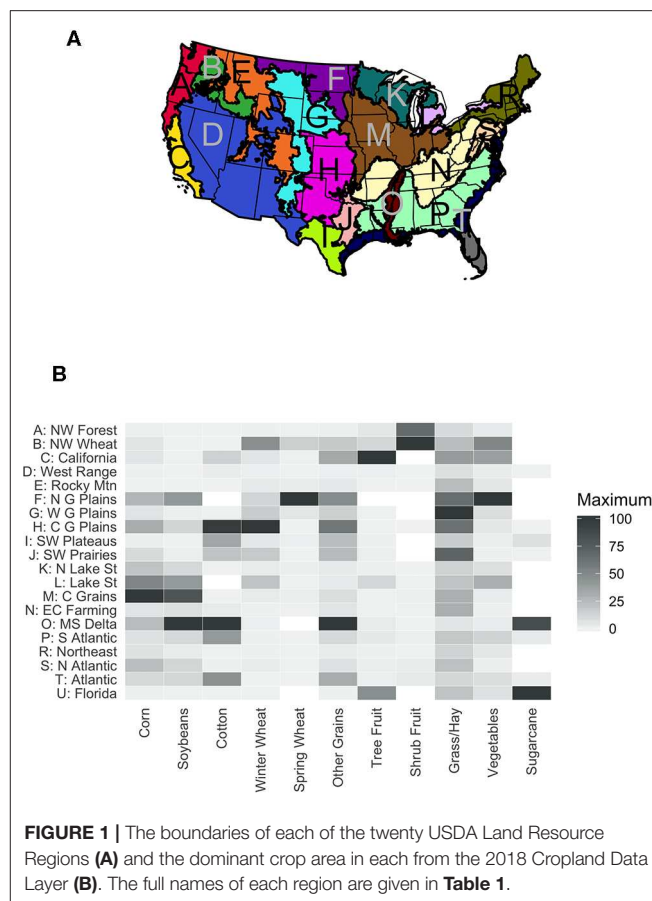 A
A
B
E
F
K
R
G
D
M
C
H
N
O
J
P
T
I
U
B
A: NW Forest
B: NW Wheat
C: California
D: West Range
E: Rocky Mtn
F: N G Plains
G: W G Plains
H: C G Plains
I: SW Plateaus
J: SW Prairies
K: N Lake St
L: Lake St
M: C Grains
N: EC Farming
O: MS Delta
P: S Atlantic
R: Northeast
S: N Atlantic
T: Atlantic
U: Florida
Corn
Soybeans
Cotton
Winter Wheat
Spring Wheat
Other Grains
Tree Fruit
Shrub Fruit
Grass/Hay
Vegetables
Sugarcane
Maximum
100
75
50
25
0
FIGURE 1 | The boundaries of each of the twenty USDA Land Resource
Regions (A) and the dominant crop area in each from the 2018 Cropland Data
Layer (B). The full names of each region are given in Table 1.